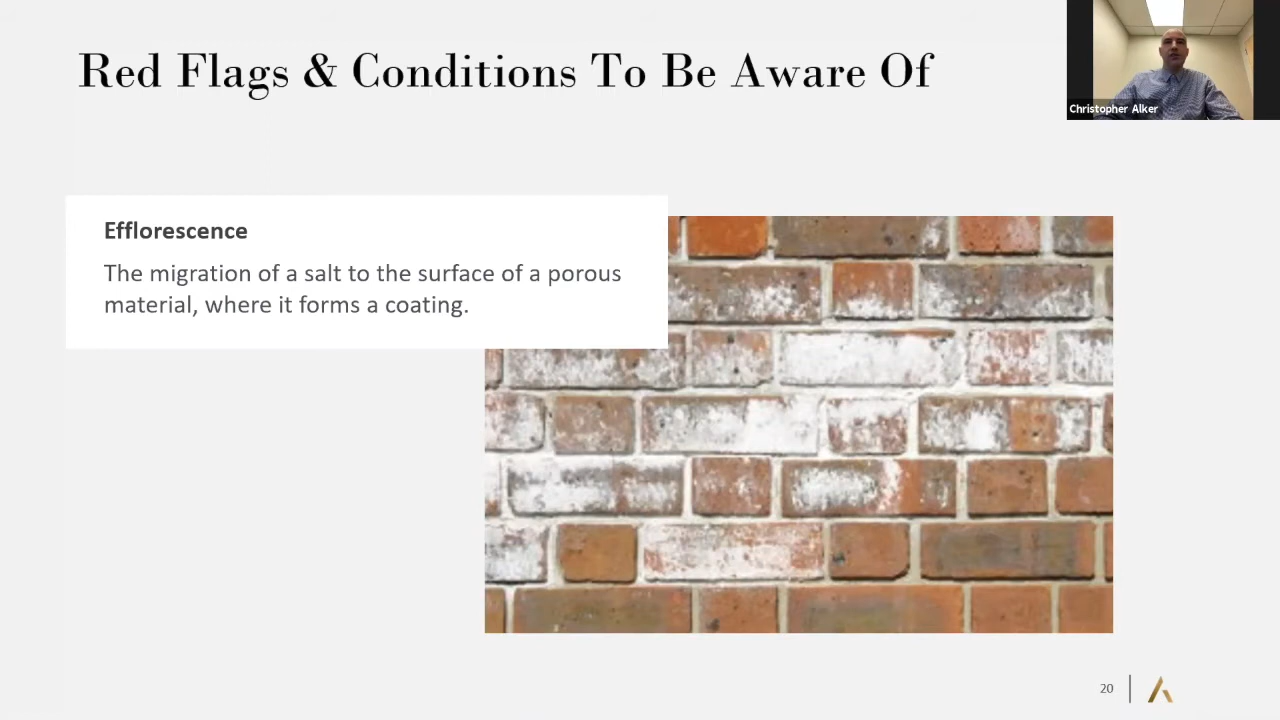 Red Flags & Conditions To Be Aware Of
Christopher Alker
Efflorescence
The migration of a salt to the surface of a porous
material, where it forms a coating.
20